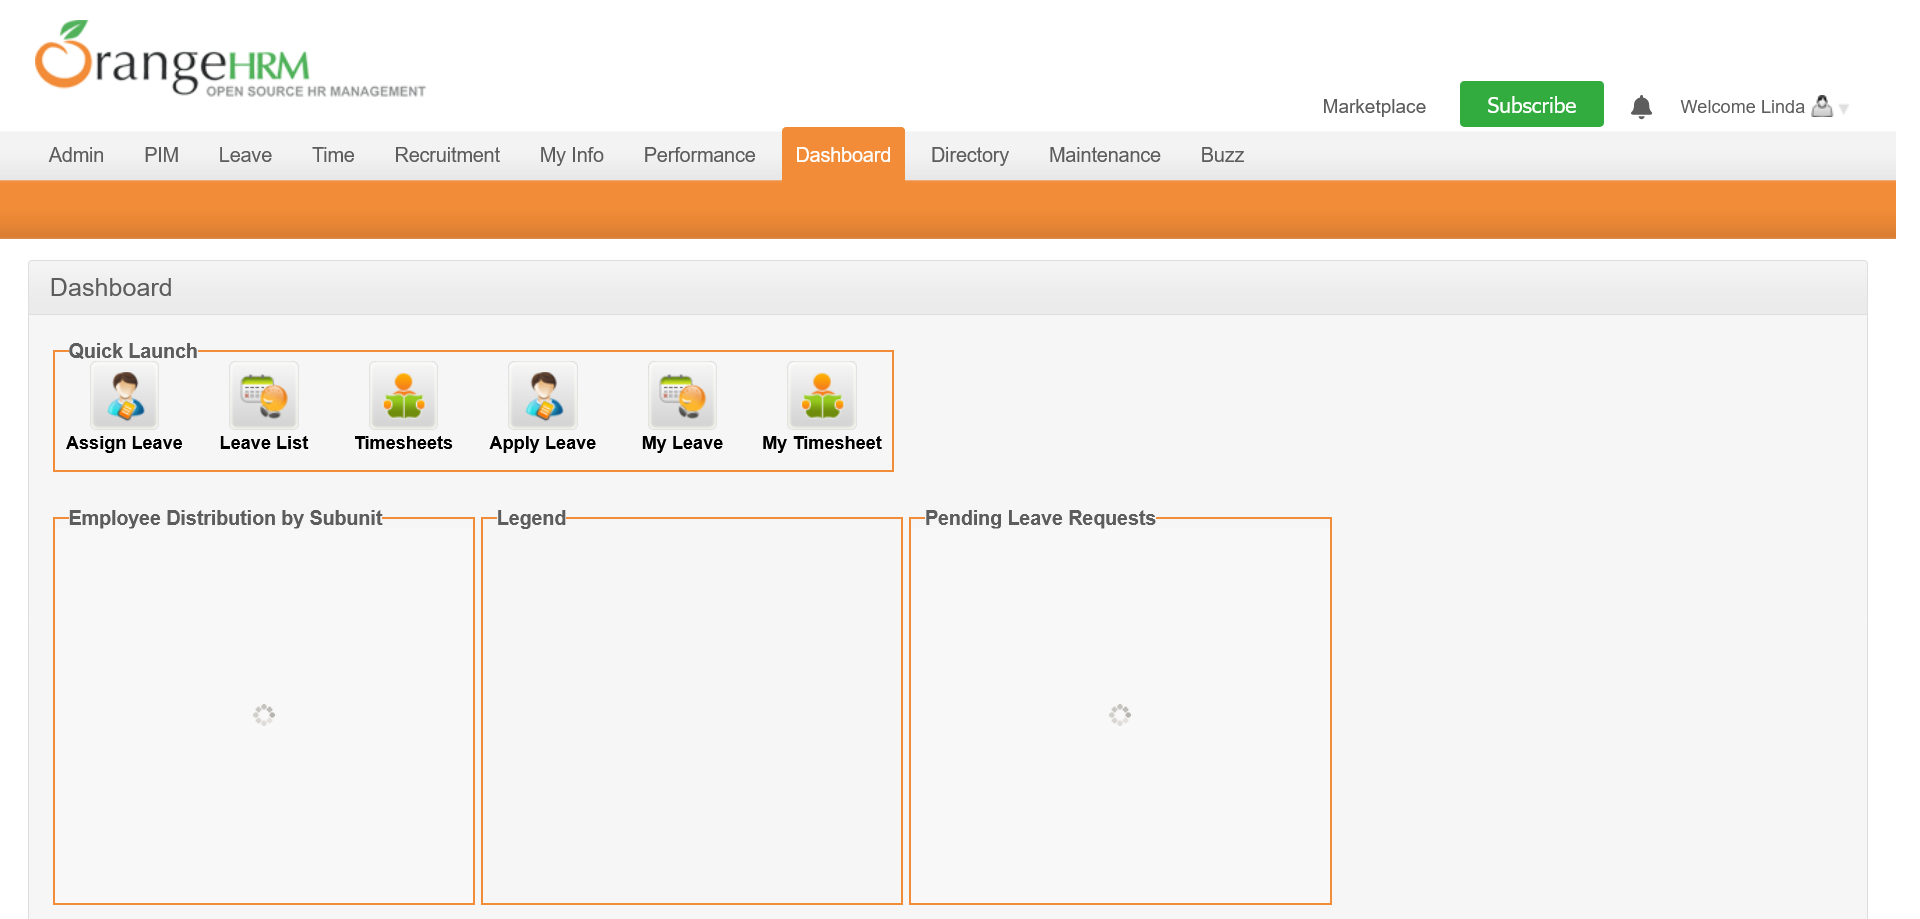 OrangeHRM
OPEN SOURCE HR MANAGEMENT
Marketplace
Subscribe
Welcome Linda
Admin
PIM
Leave
Time
Recruitment
My Info
Performance
Dashboard
Directory
Maintenance
Buzz
Dashboard
Quick Launch
Assign Leave
Leave List
Timesheets
Apply Leave
My Leave
My Timesheet
Employee Distribution by Subunit
Legend
Pending Leave Requests